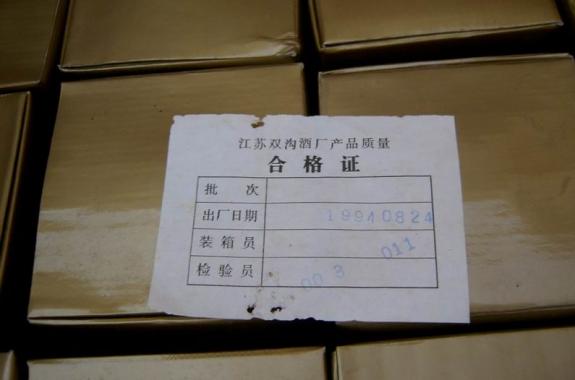 江苏双沟酒厂产品质量
合格证
批次
出厂日期 19940824
装箱员 011
检验员 003